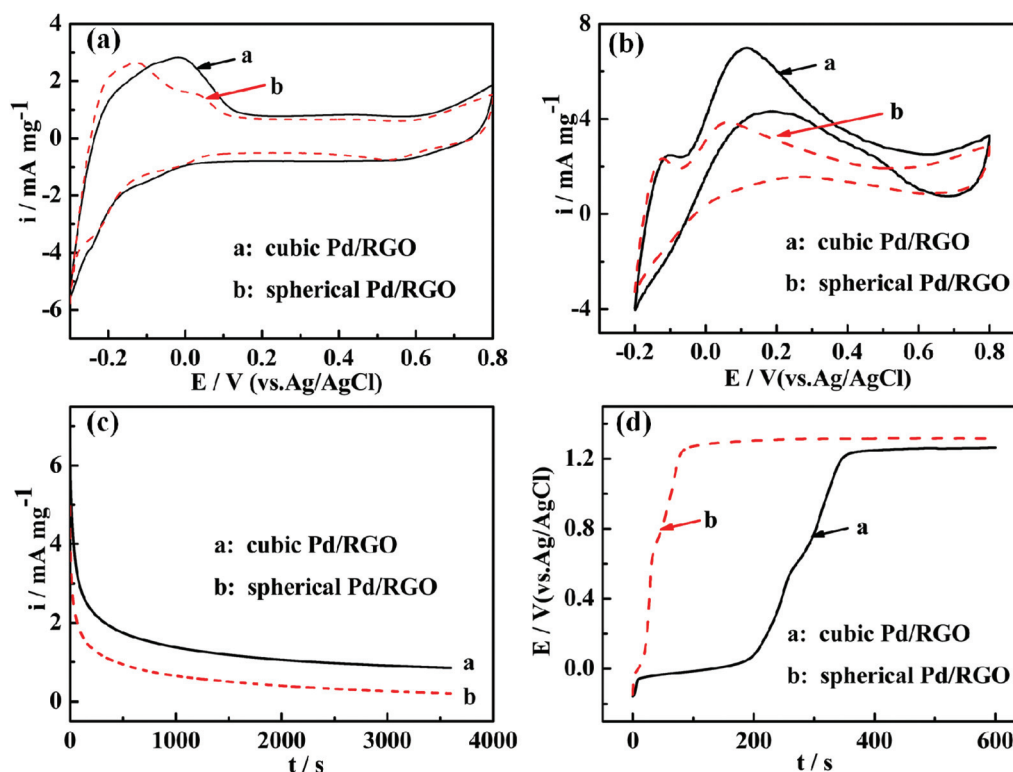 (a)
i / mA mg-1
4
2
0
-2
-4
-6
a
b
a: cubic Pd/RGO
b: spherical Pd/RGO
-0.2 0.0 0.2 0.4 0.6 0.8
E / V (vs.Ag/AgCl)
(b)
i / mA mg-1
8
4
0
-4
a
b
a: cubic Pd/RGO
b: spherical Pd/RGO
-0.2 0.0 0.2 0.4 0.6 0.8
E / V(vs.Ag/AgCl)
(c)
i / mA mg-1
6
4
2
0
a: cubic Pd/RGO
b: spherical Pd/RGO
a
b
0 1000 2000 3000 4000
t / s
(d)
E / V(vs.Ag/AgCl)
1.2
0.8
0.4
0.0
b
a
a: cubic Pd/RGO
b: spherical Pd/RGO
0 200 400 600
t / s